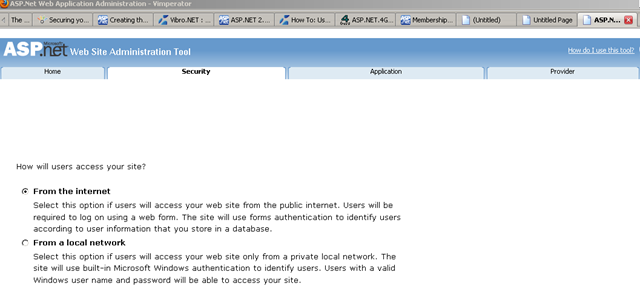 ASP.Net Web Application Administration - Vimperator
The ... Securing yo... Creating th... Vibro.NET : ... ASP.NET 2.... How To: Us... ASP.NET.4G... Membership... (Untitled) Untitled Page ASP.N...
Microsoft
ASP.net Web Site Administration Tool How do I use this tool?
Home Security Application Provider
How will users access your site?
From the internet
Select this option if users will access your web site from the public internet. Users will be
required to log on using a web form. The site will use forms authentication to identify users
according to user information that you store in a database.
From a local network
Select this option if users will access your web site only from a private local network. The
site will use built-in Microsoft Windows authentication to identify users. Users with a valid
Windows user name and password will be able to access your site.